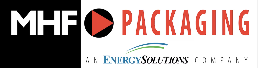 MHF PACKAGING
AN ENERGYSOLUTIONS COMPANY